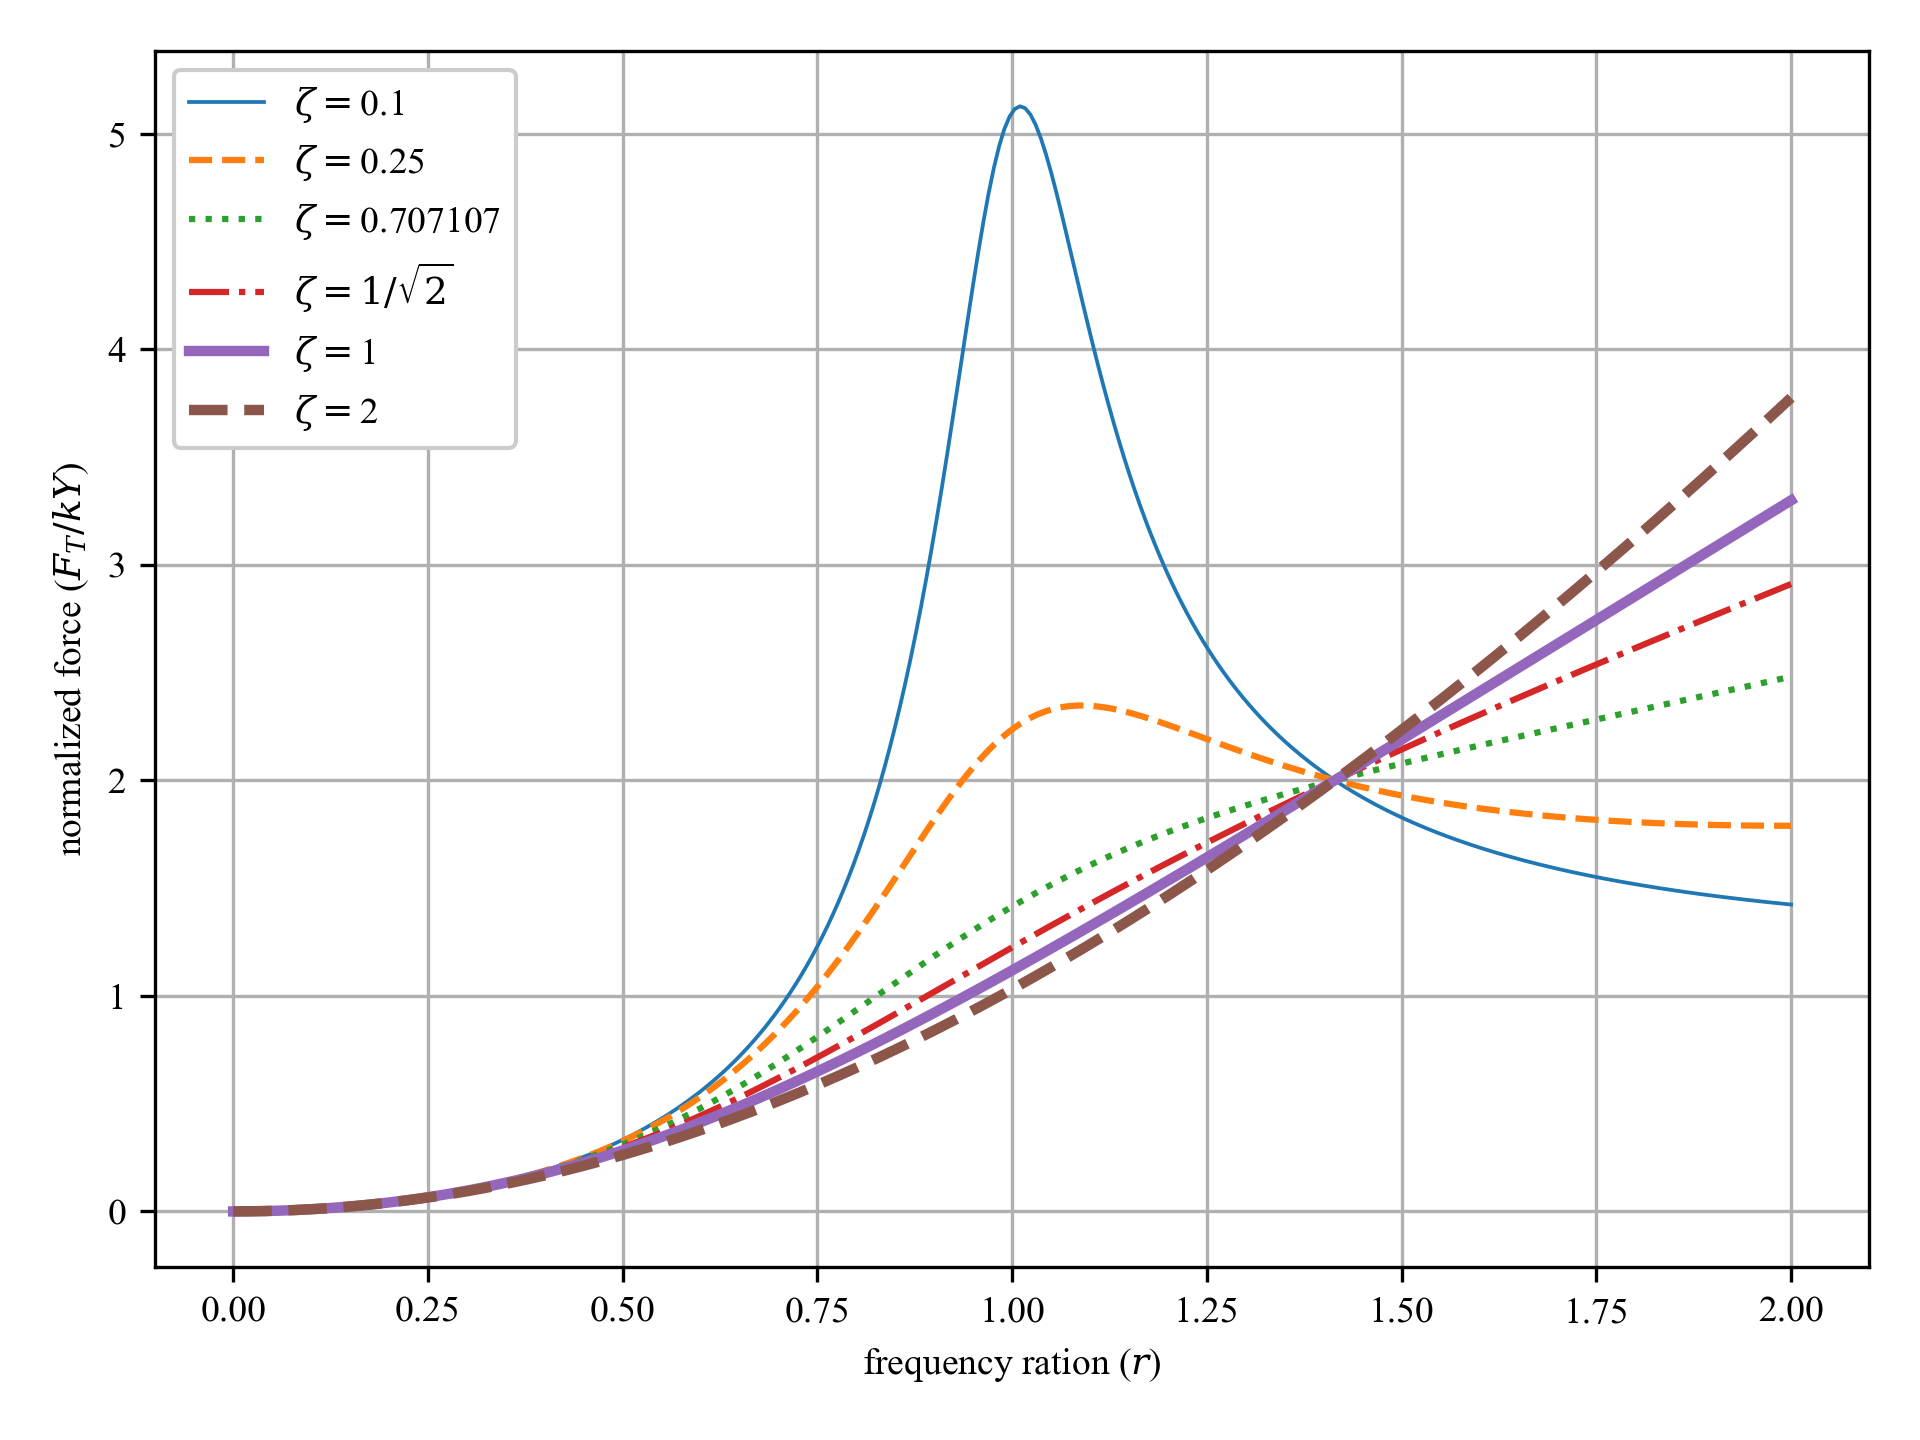 ζ = 0.1
ζ = 0.25
ζ = 0.707107
ζ = 1/√2
ζ = 1
ζ = 2
normalized force (F_T/kY)
5
4
3
2
1
0
0.00 0.25 0.50 0.75 1.00 1.25 1.50 1.75 2.00
frequency ration (r)